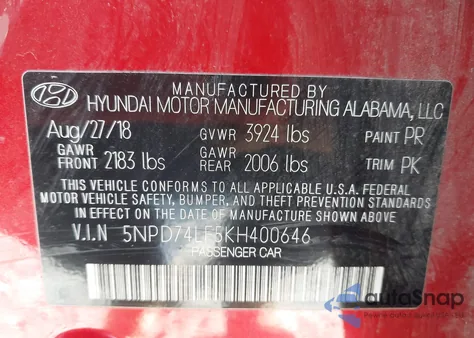 MANUFACTURED BY
HYUNDAI MOTOR MANUFACTURING ALABAMA, LLC
Aug/27/18 GVWR 3924 lbs PAINT PR
GAWR FRONT 2183 lbs GAWR REAR 2006 lbs TRIM PK
THIS VEHICLE CONFORMS TO ALL APPLICABLE U.S.A. FEDERAL
MOTOR VEHICLE SAFETY, BUMPER, AND THEFT PREVENTION STANDARDS
IN EFFECT ON THE DATE OF MANUFACTURE SHOWN ABOVE.
V.I.N 5NPD74LF5KH400646
PASSENGER CAR
autoSnap